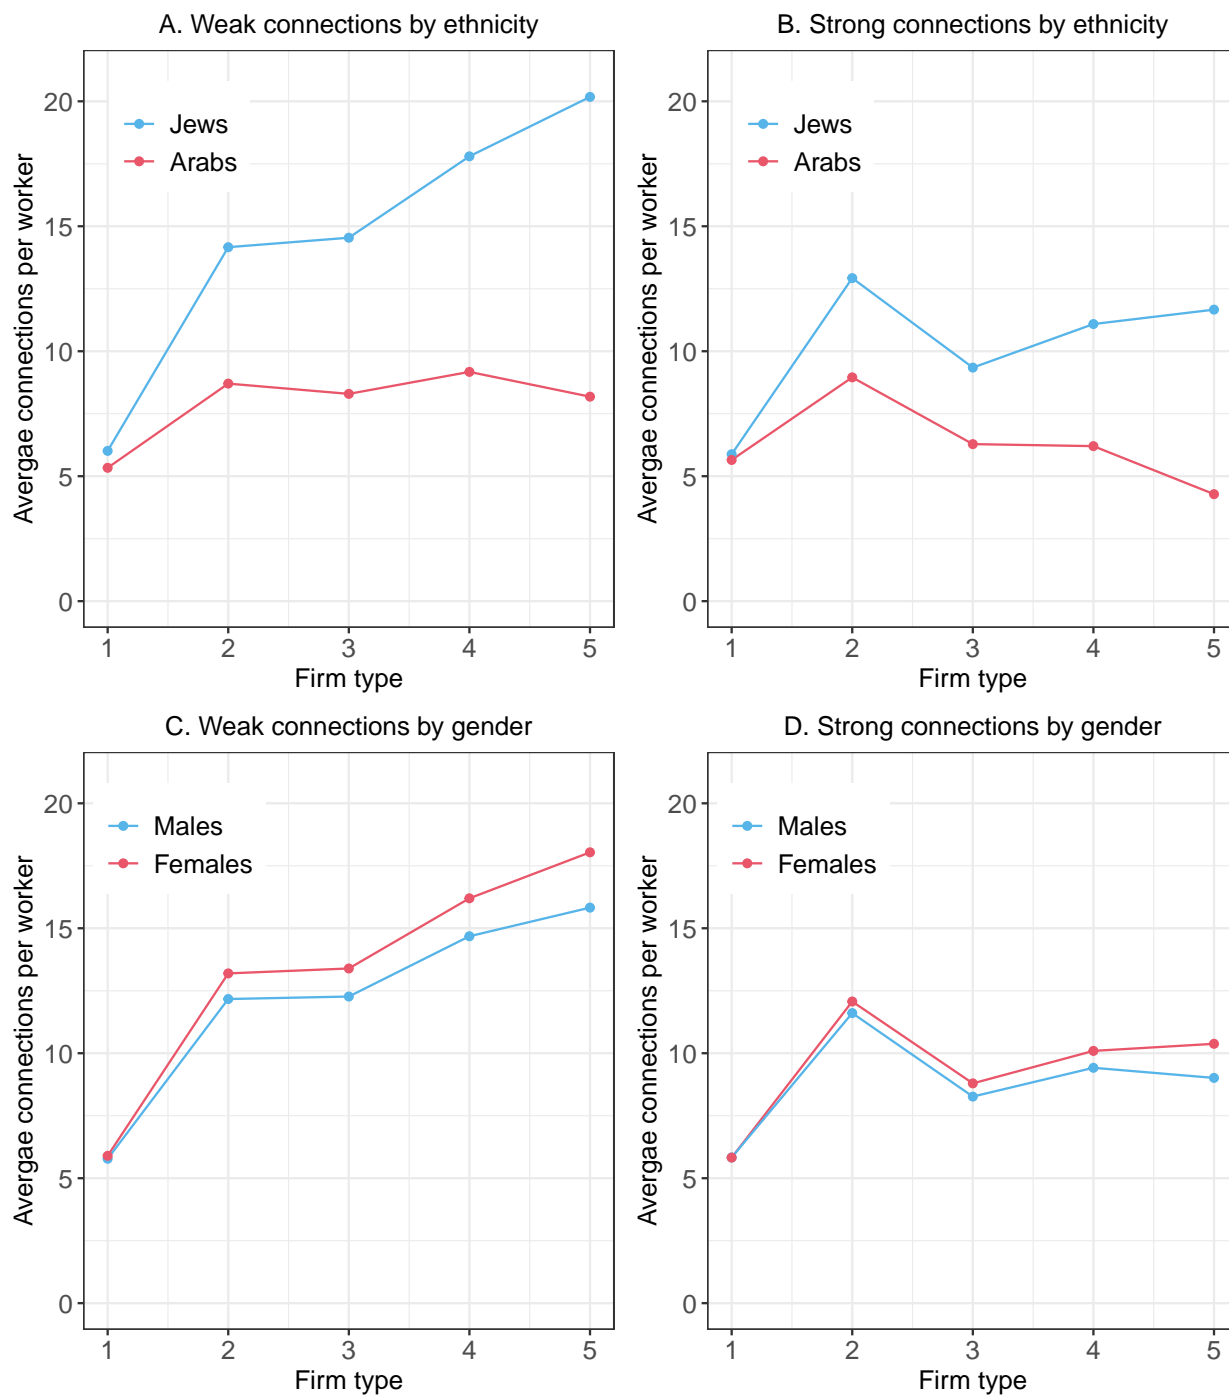 A. Weak connections by ethnicity
Avergae connections per worker
20
15
10
5
0
Jews
Arabs
1 2 3 4 5
Firm type
B. Strong connections by ethnicity
Avergae connections per worker
20
15
10
5
0
Jews
Arabs
1 2 3 4 5
Firm type
C. Weak connections by gender
Avergae connections per worker
20
15
10
5
0
Males
Females
1 2 3 4 5
Firm type
D. Strong connections by gender
Avergae connections per worker
20
15
10
5
0
Males
Females
1 2 3 4 5
Firm type